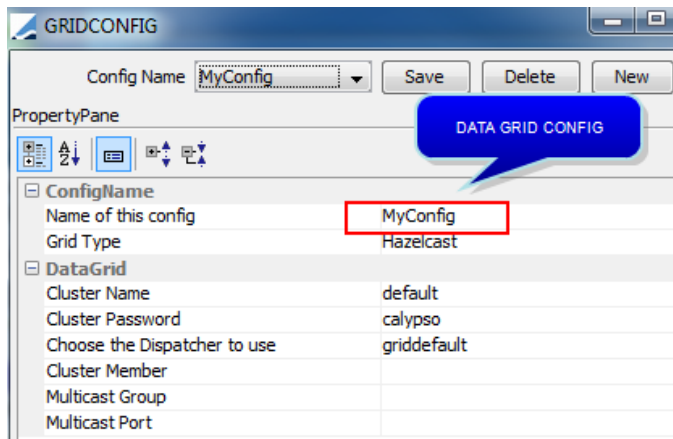 GRIDCONFIG
Config Name MyConfig Save Delete New
PropertyPane
DATA GRID CONFIG
ConfigName
Name of this config MyConfig
Grid Type Hazelcast
DataGrid
Cluster Name default
Cluster Password calypso
Choose the Dispatcher to use griddefault
Cluster Member
Multicast Group
Multicast Port